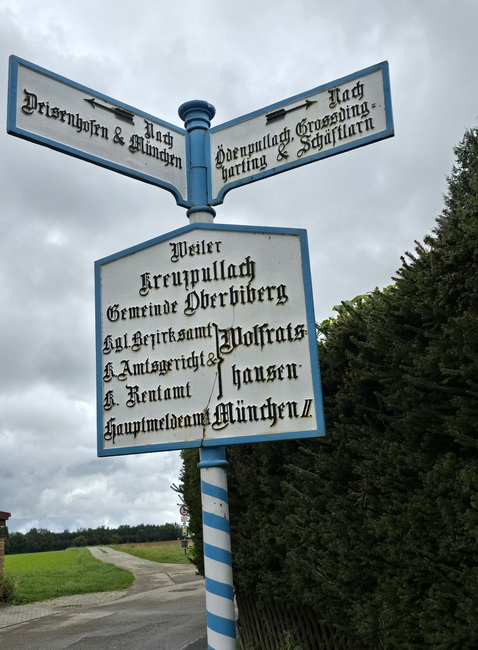 Nach
Deisenhofen & München
Nach
Ödenpullach, Grossding=
harting & Schäftlarn
Weiler
Kreuzpullach
Gemeinde Oberbiberg
Kgl. Bezirksamt
K. Amtsgericht &
K. Rentamt
Wolfrats
hausen
Hauptmeldeamt München II.